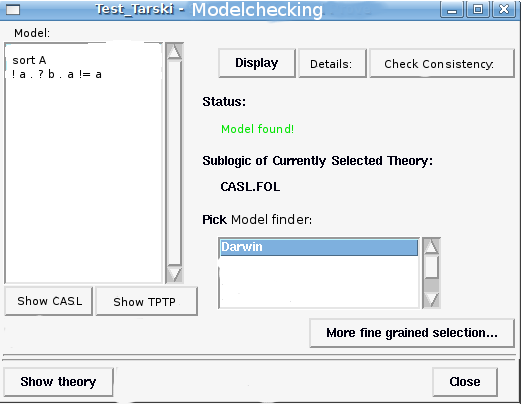 Test_Tarski - Modelchecking
Model:
sort A
! a . ? b . a != a
Display
Details:
Check Consistency:
Status:
Model found!
Sublogic of Currently Selected Theory:
CASL.FOL
Pick Model finder:
Darwin
Show CASL
Show TPTP
More fine grained selection...
Show theory
Close